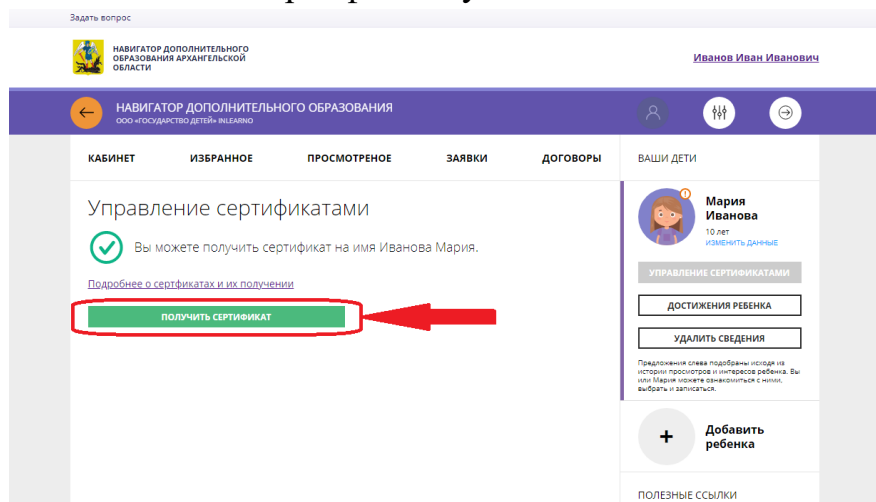 Задать вопрос
НАВИГАТОР ДОПОЛНИТЕЛЬНОГО
ОБРАЗОВАНИЯ АРХАНГЕЛЬСКОЙ
ОБЛАСТИ
Иванов Иван Иванович
НАВИГАТОР ДОПОЛНИТЕЛЬНОГО ОБРАЗОВАНИЯ
ООО «ГОСУДАРСТВО ДЕТЕЙ» INLEARNO
КАБИНЕТ ИЗБРАННОЕ ПРОСМОТРЕНОЕ ЗАЯВКИ ДОГОВОРЫ
Управление сертификатами
Вы можете получить сертификат на имя Иванова Мария.
Подробнее о сертфикатах и их получении
ПОЛУЧИТЬ СЕРТИФИКАТ
ВАШИ ДЕТИ
Мария
Иванова
10 лет
ИЗМЕНИТЬ ДАННЫЕ
УПРАВЛЕНИЕ СЕРТИФИКАТАМИ
ДОСТИЖЕНИЯ РЕБЕНКА
УДАЛИТЬ СВЕДЕНИЯ
Предложения слева подобраны исходя из
истории просмотров и интересов ребенка. Вы
или Мария можете ознакомиться с ними,
выбрать и записаться.
+
Добавить
ребенка
ПОЛЕЗНЫЕ ССЫЛКИ